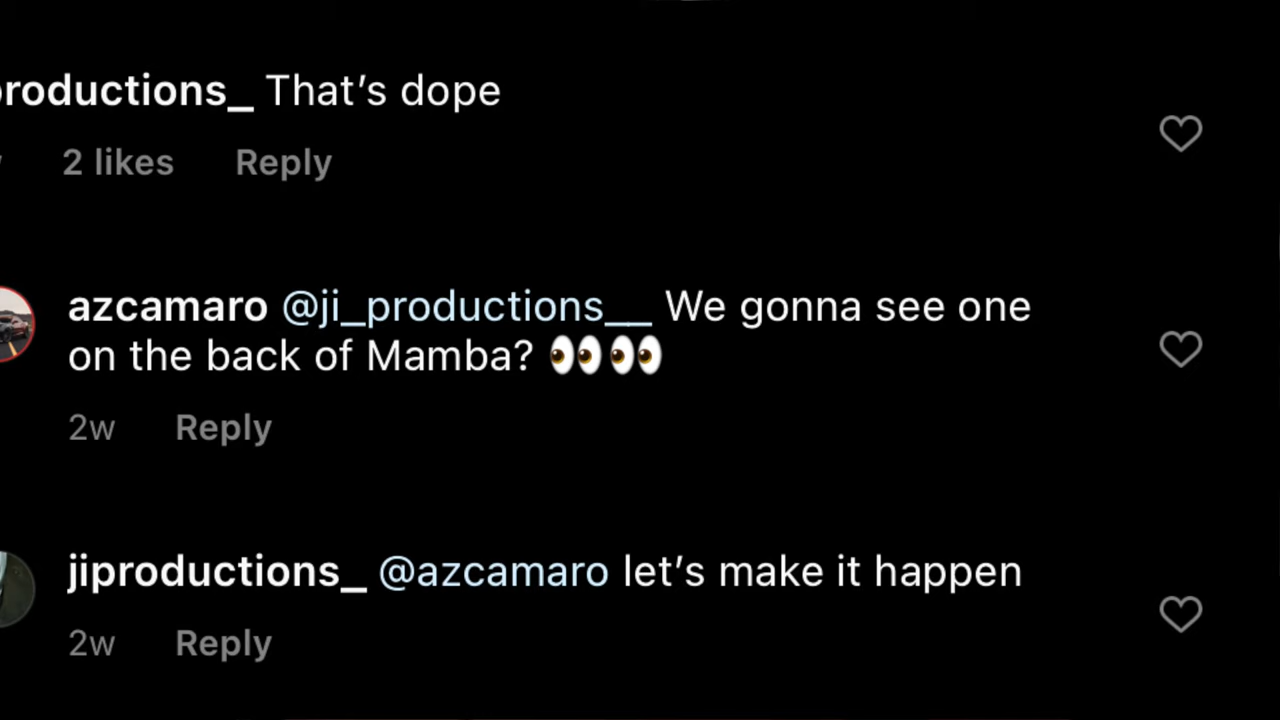 productions_ That’s dope
2 likes Reply
azcamaro @ji_productions__ We gonna see one
on the back of Mamba? 👀👀
2w Reply
jiproductions_ @azcamaro let’s make it happen
2w Reply